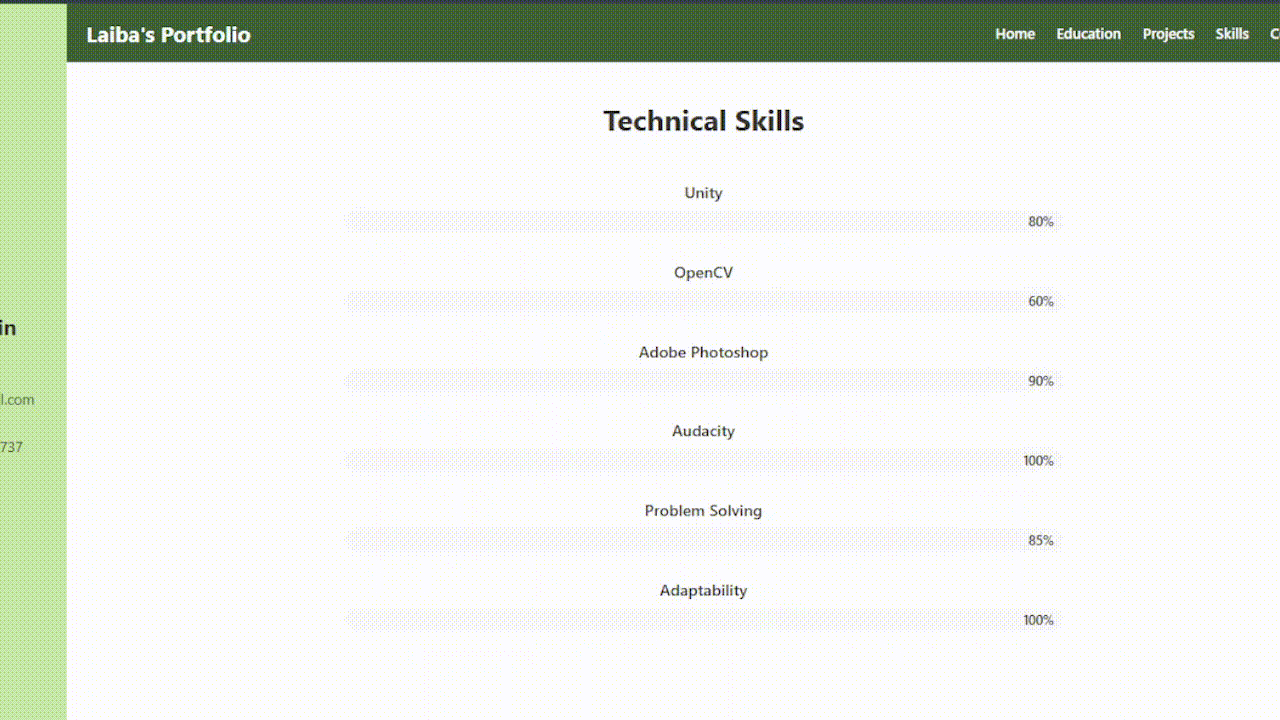 Laiba's Portfolio
Home Education Projects Skills
Technical Skills
Unity
80%
OpenCV
60%
Adobe Photoshop
90%
Audacity
100%
Problem Solving
85%
Adaptability
100%
in
l.com
737